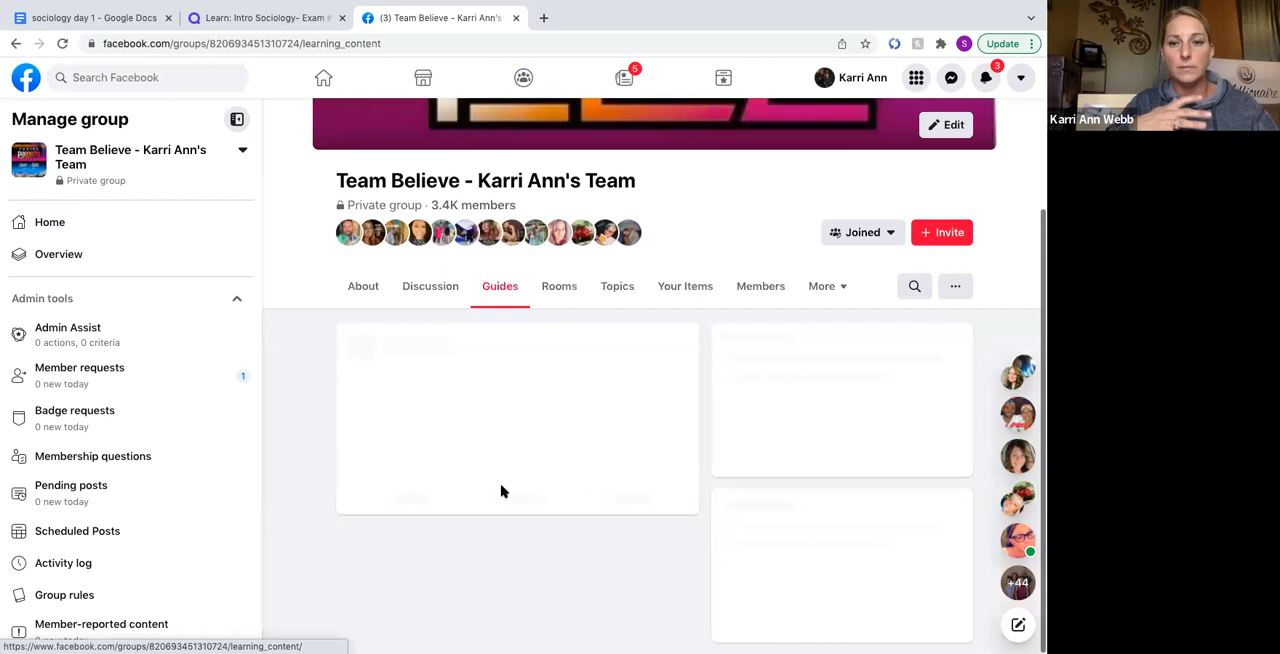 sociology day 1 - Google Docs
Learn: Intro Sociology- Exam #
(3) Team Believe - Karri Ann's
facebook.com/groups/820693451310724/learning_content
S
Update
Search Facebook
5
Karri Ann
3
Manage group
Team Believe - Karri Ann's
Team
Private group
Home
Overview
Admin tools
Admin Assist
0 actions, 0 criteria
Member requests
0 new today
1
Badge requests
0 new today
Membership questions
Pending posts
0 new today
Scheduled Posts
Activity log
Group rules
Member-reported content
https://www.facebook.com/groups/820693451310724/learning_content/
Edit
Team Believe - Karri Ann's Team
Private group · 3.4K members
Joined
+ Invite
About
Discussion
Guides
Rooms
Topics
Your Items
Members
More
+44
Karri Ann Webb